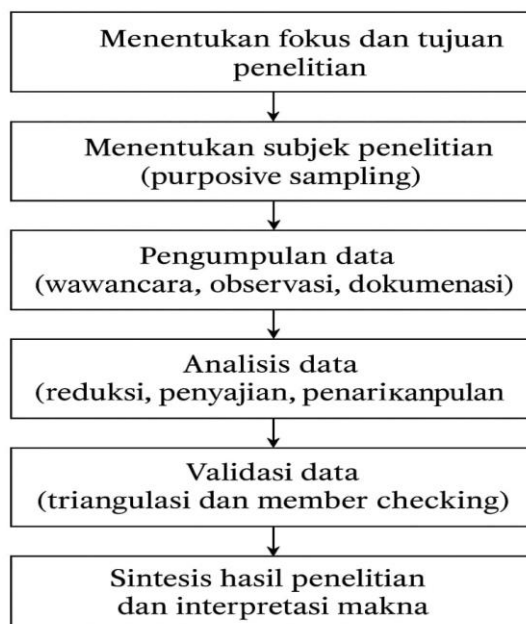 Menentukan fokus dan tujuan
penelitian
Menentukan subjek penelitian
(purposive sampling)
Pengumpulan data
(wawancara, observasi, dokumenasi)
Analisis data
(reduksi, penyajian, penariкanpulan
Validasi data
(triangulasi dan member checking)
Sintesis hasil penelitian
dan interpretasi makna